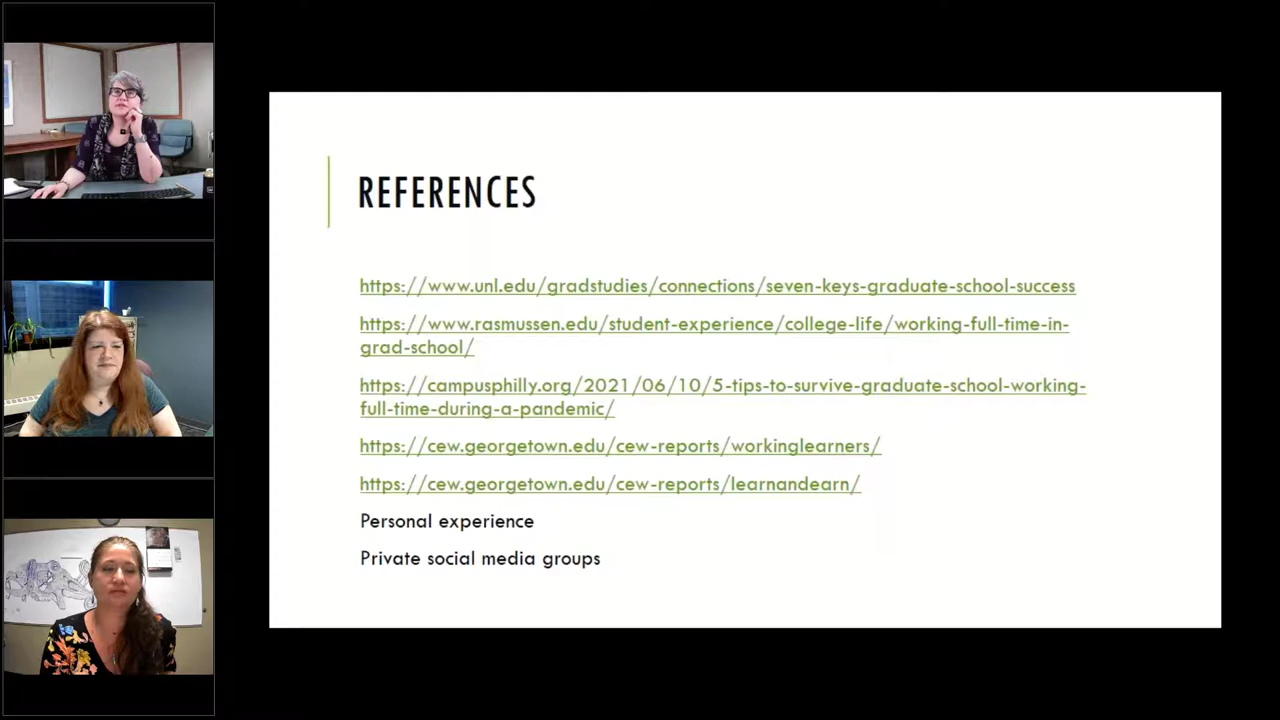 REFERENCES
https://www.unl.edu/gradstudies/connections/seven-keys-graduate-school-success
https://www.rasmussen.edu/student-experience/college-life/working-full-time-in-
grad-school/
https://campusphilly.org/2021/06/10/5-tips-to-survive-graduate-school-working-
full-time-during-a-pandemic/
https://cew.georgetown.edu/cew-reports/workinglearners/
https://cew.georgetown.edu/cew-reports/learnandearn/
Personal experience
Private social media groups